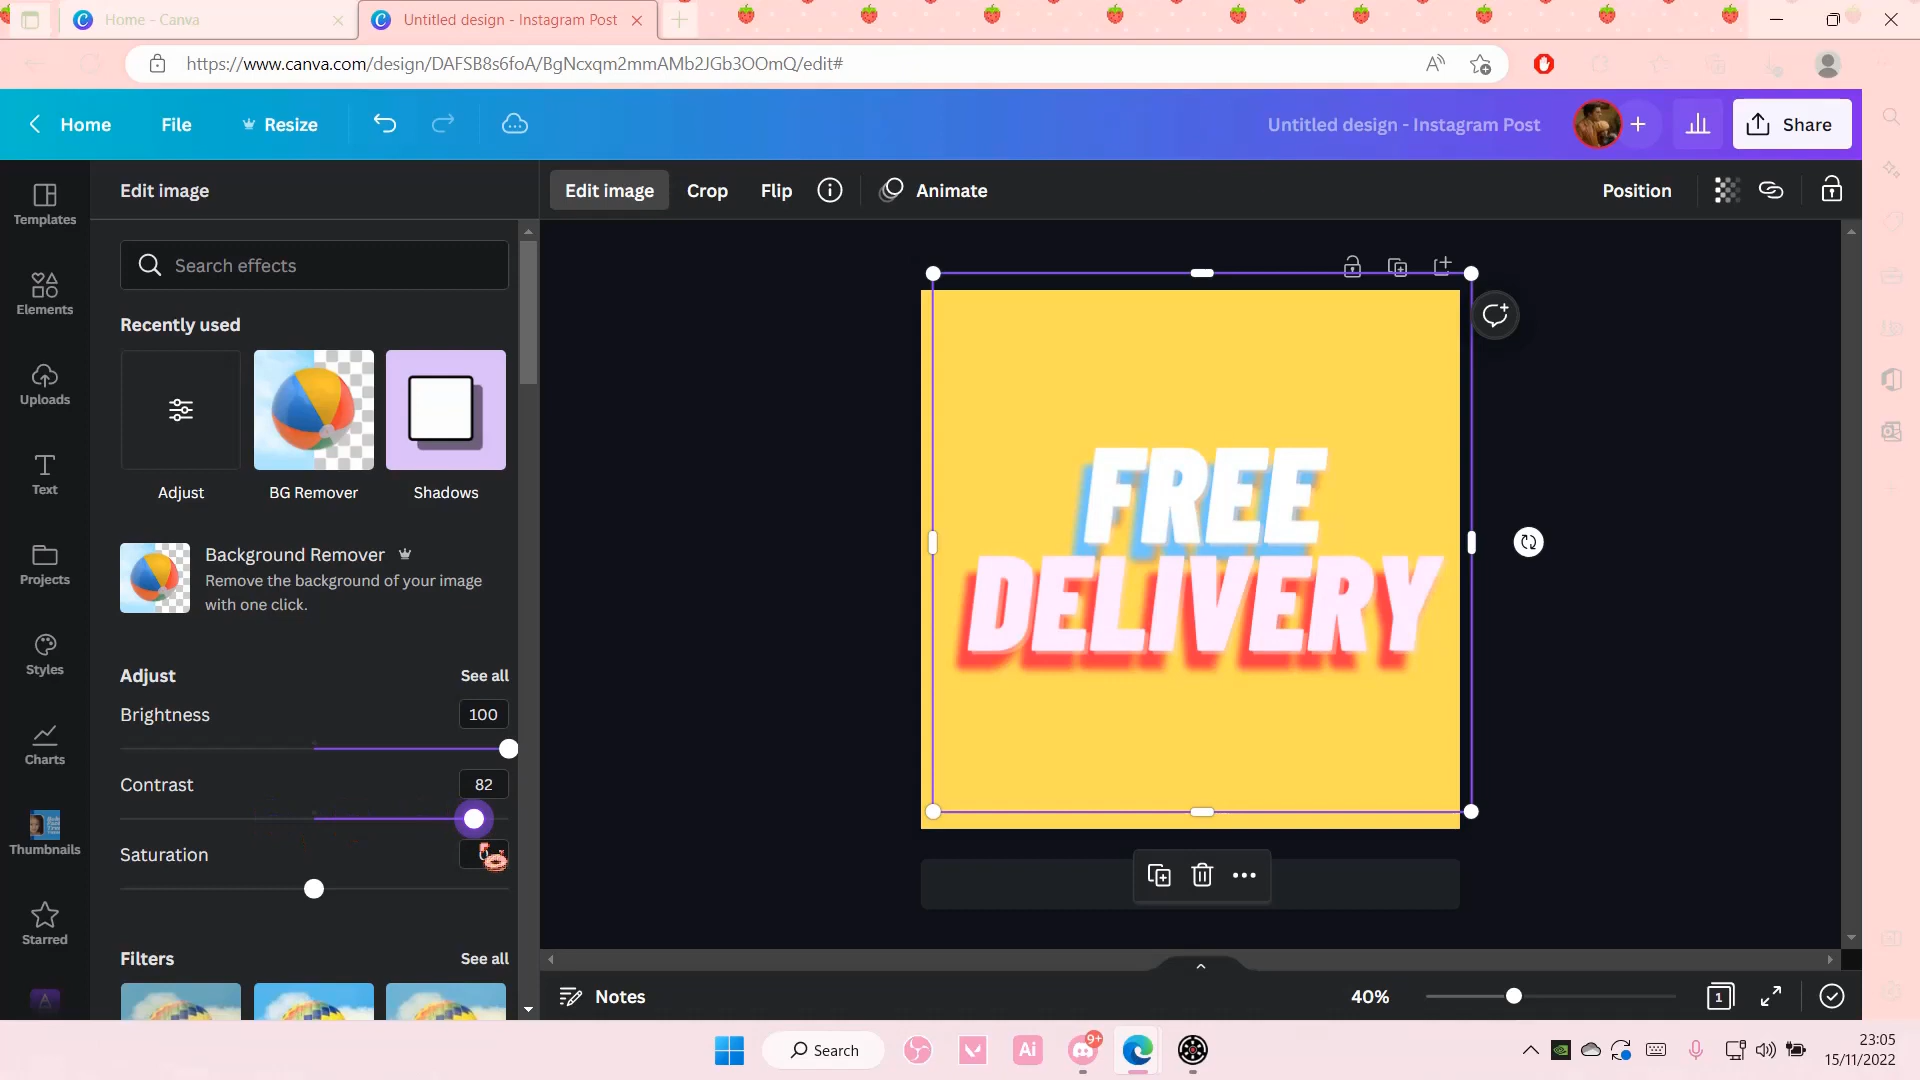 Home - Canva
Untitled design - Instagram Post
https://www.canva.com/design/DAFSB8s6foA/BgNcxqm2mmAMb2JGb3OOmQ/edit#
Home
File
Resize
Untitled design - Instagram Post
Share
Templates
Elements
Uploads
Text
Projects
Styles
Charts
Thumbnails
Starred
Edit image
Search effects
Recently used
Adjust
BG Remover
Shadows
Background Remover
Remove the background of your image
with one click.
Adjust
See all
Brightness
100
Contrast
82
Saturation
Filters
See all
Edit image
Crop
Flip
Animate
Position
FREE
DELIVERY
Notes
40%
1
Search
Ai
9+
23:05
15/11/2022